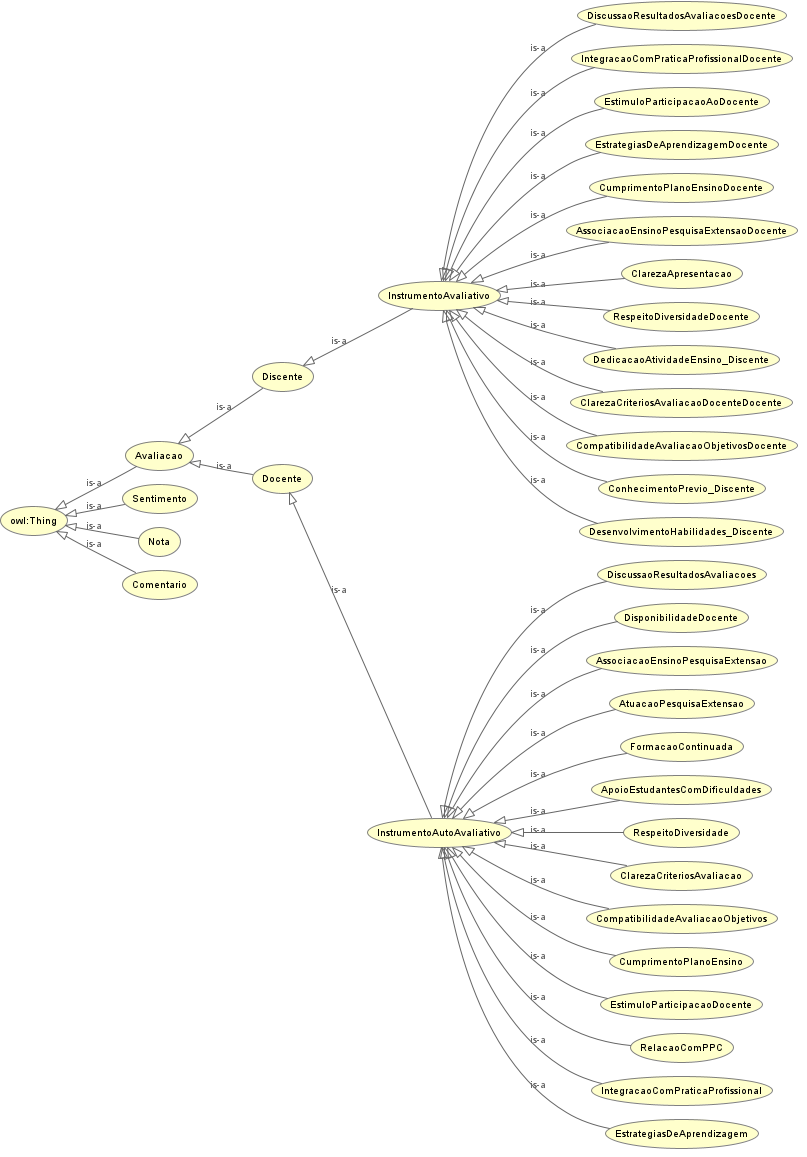 DiscussaoResultadosAvaliacoesDocente
is-a
IntegracaoComPraticaProfissionalDocente
is-a
EstimuloParticipacaoAoDocente
is-a
EstrategiasDeAprendizagemDocente
is-a
CumprimentoPlanoEnsinoDocente
is-a
AssociacaoEnsinoPesquisaExtensaoDocente
is-a
ClarezaApresentacao
is-a
InstrumentoAvaliativo
is-a
RespeitoDiversidadeDocente
is-a
is-a
DedicacaoAtividadeEnsino_Discente
is-a
Discente
ClarezaCriteriosAvaliacaoDocenteDocente
is-a
is-a
CompatibilidadeAvaliacaoObjetivosDocente
Avaliacao
is-a
Docente
is-a
is-a
ConhecimentoPrevio_Discente
Sentimento
is-a
owl:Thing
is-a
DesenvolvimentoHabilidades_Discente
Nota
is-a
Comentario
DiscussaoResultadosAvaliacoes
is-a
is-a
DisponibilidadeDocente
is-a
AssociacaoEnsinoPesquisaExtensao
is-a
AtuacaoPesquisaExtensao
is-a
FormacaoContinuada
is-a
ApoioEstudantesComDificuldades
is-a
InstrumentoAutoAvaliativo
is-a
RespeitoDiversidade
is-a
ClarezaCriteriosAvaliacao
is-a
CompatibilidadeAvaliacaoObjetivos
is-a
CumprimentoPlanoEnsino
is-a
EstimuloParticipacaoDocente
is-a
RelacaoComPPC
is-a
IntegracaoComPraticaProfissional
is-a
EstrategiasDeAprendizagem